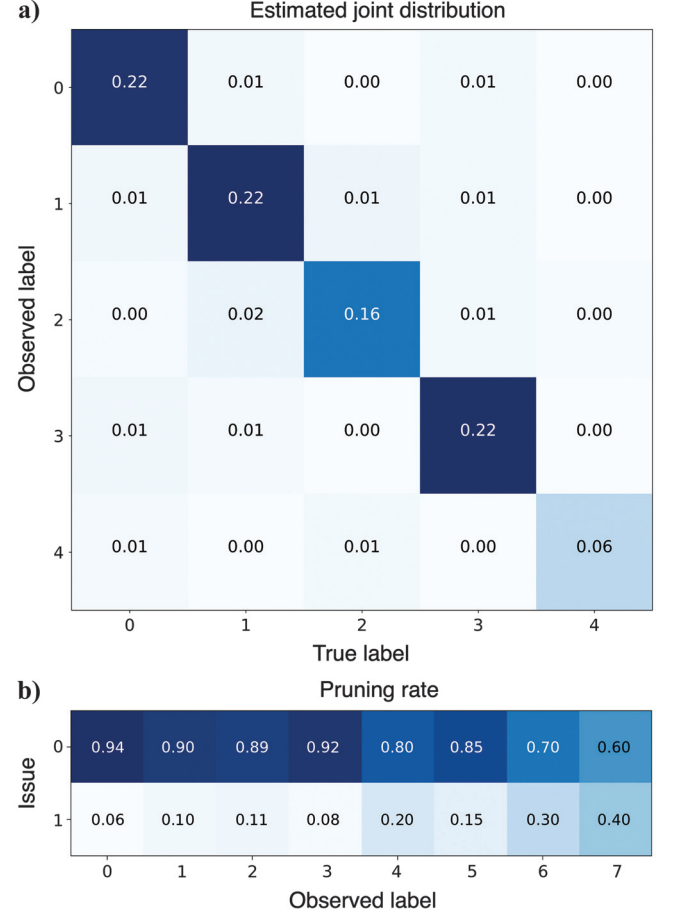 a)
Estimated joint distribution
0 0.22 0.01 0.00 0.01 0.00
1 0.01 0.22 0.01 0.01 0.00
2 0.00 0.02 0.16 0.01 0.00
3 0.01 0.01 0.00 0.22 0.00
4 0.01 0.00 0.01 0.00 0.06
Observed label
0 1 2 3 4
True label
b)
Pruning rate
0 0.94 0.90 0.89 0.92 0.80 0.85 0.70 0.60
1 0.06 0.10 0.11 0.08 0.20 0.15 0.30 0.40
Issue
0 1 2 3 4 5 6 7
Observed label